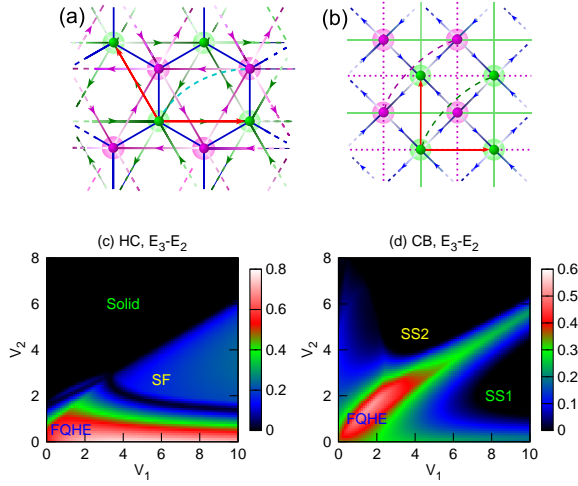 (a)
(b)
(c) HC, E₃-E₂
8
6
4
2
0
V₂
Solid
SF
FQHE
0 2 4 6 8 10
V₁
0.8
0.6
0.4
0.2
0
(d) CB, E₃-E₂
8
6
4
2
0
V₂
SS2
SS1
FQHE
0 2 4 6 8 10
V₁
0.6
0.5
0.4
0.3
0.2
0.1
0